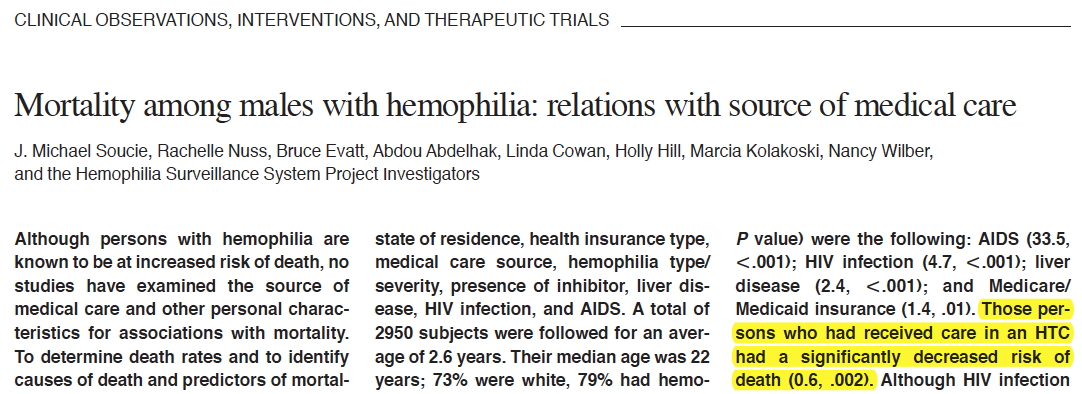 CLINICAL OBSERVATIONS, INTERVENTIONS, AND THERAPEUTIC TRIALS
Mortality among males with hemophilia: relations with source of medical care
J. Michael Soucie, Rachelle Nuss, Bruce Evatt, Abdou Abdelhak, Linda Cowan, Holly Hill, Marcia Kolakoski, Nancy Wilber,
and the Hemophilia Surveillance System Project Investigators
Although persons with hemophilia are
known to be at increased risk of death, no
studies have examined the source of
medical care and other personal charac-
teristics for associations with mortality.
To determine death rates and to identify
causes of death and predictors of mortal-
state of residence, health insurance type,
medical care source, hemophilia type/
severity, presence of inhibitor, liver dis-
ease, HIV infection, and AIDS. A total of
2950 subjects were followed for an aver-
age of 2.6 years. Their median age was 22
years; 73% were white, 79% had hemo-
P value) were the following: AIDS (33.5,
<.001); HIV infection (4.7, <.001); liver
disease (2.4, <.001); and Medicare/
Medicaid insurance (1.4, .01). Those per-
sons who had received care in an HTC
had a significantly decreased risk of
death (0.6, .002). Although HIV infection